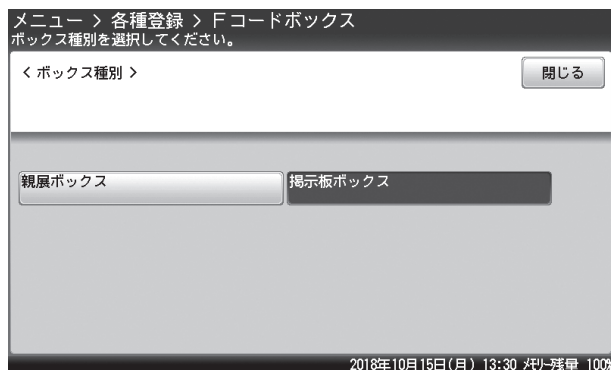 メニュー > 各種登録 > Fコードボックス
ボックス種別を選択してください。
< ボックス種別 >
閉じる
親展ボックス
掲示板ボックス
2018年10月15日(月) 13:30 メモリー残量 100%